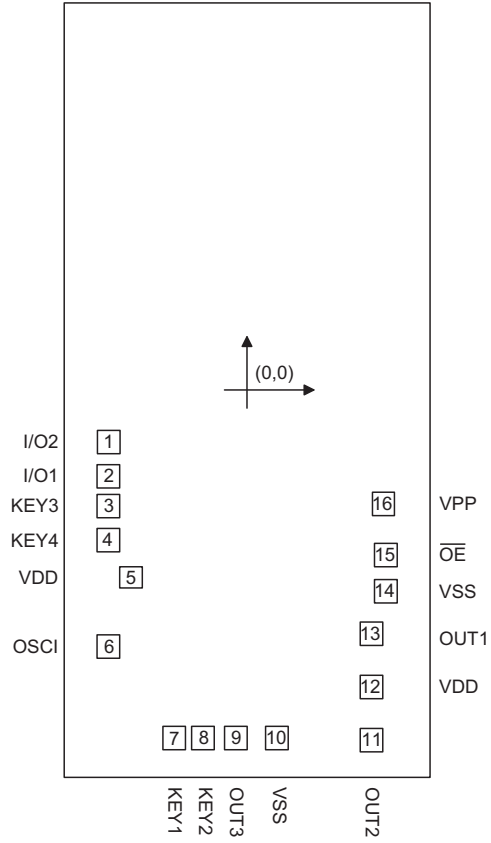 (0,0)
I/O2 1
I/O1 2
KEY3 3
16 VPP
KEY4 4
15 O̅E̅
VDD 5
14 VSS
13 OUT1
OSCI 6
12 VDD
7 8 9 10 11
KEY1
KEY2
OUT3
VSS
OUT2